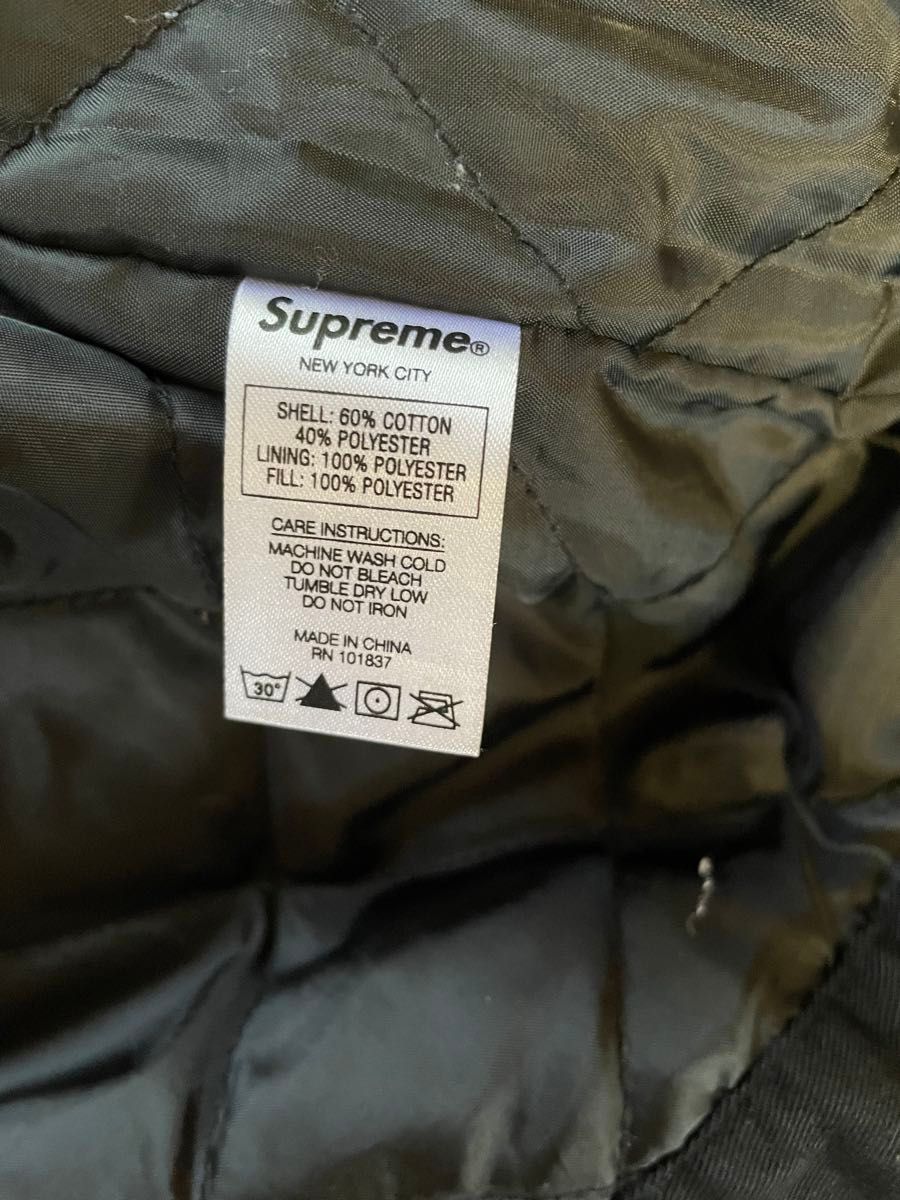 Supreme®
NEW YORK CITY
SHELL: 60% COTTON
40% POLYESTER
LINING: 100% POLYESTER
FILL: 100% POLYESTER
CARE INSTRUCTIONS:
MACHINE WASH COLD
DO NOT BLEACH
TUMBLE DRY LOW
DO NOT IRON
MADE IN CHINA
RN 101837
30°